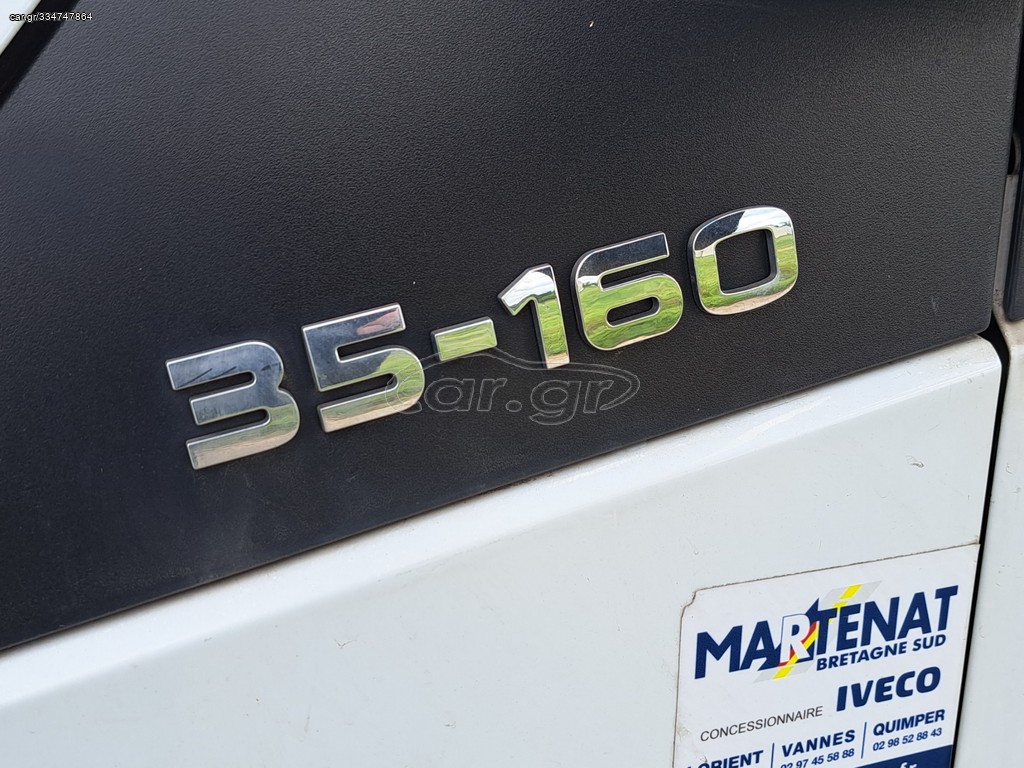 car.gr/334747864
35-160
car.gr
MARTENAT
BRETAGNE SUD
CONCESSIONNAIRE IVECO
LORIENT | VANNES | QUIMPER
02 97 45 58 88 | 02 98 52 88 43